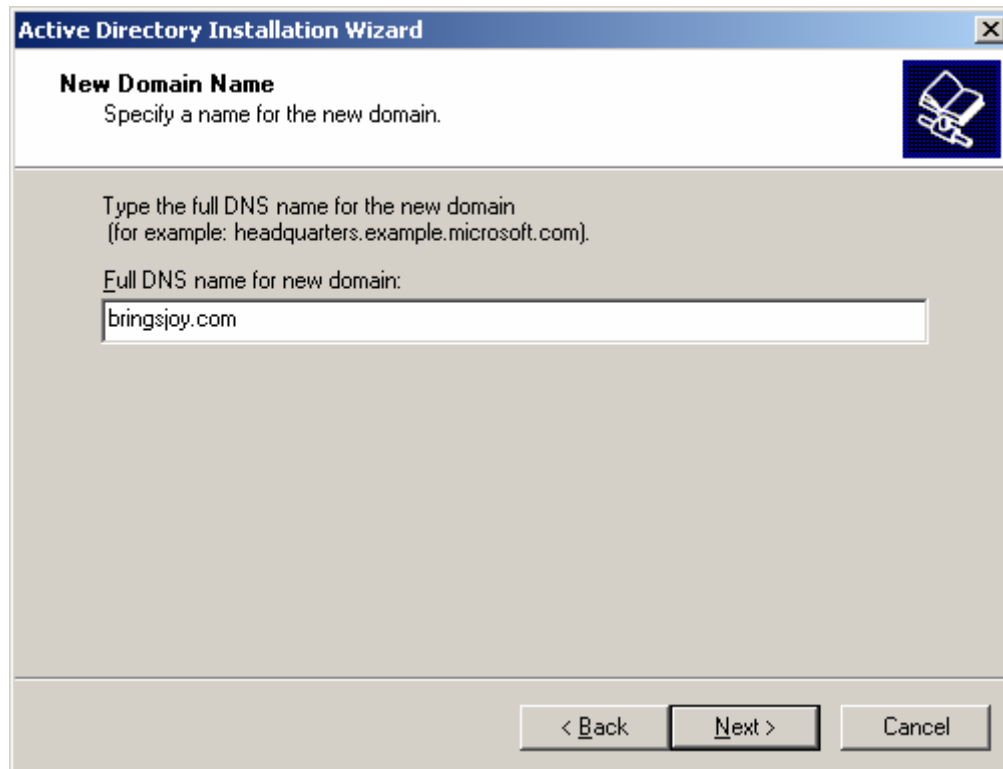 Active Directory Installation Wizard
New Domain Name
Specify a name for the new domain.
Type the full DNS name for the new domain
(for example: headquarters.example.microsoft.com).
Full DNS name for new domain:
bringsjoy.com
< Back Next > Cancel